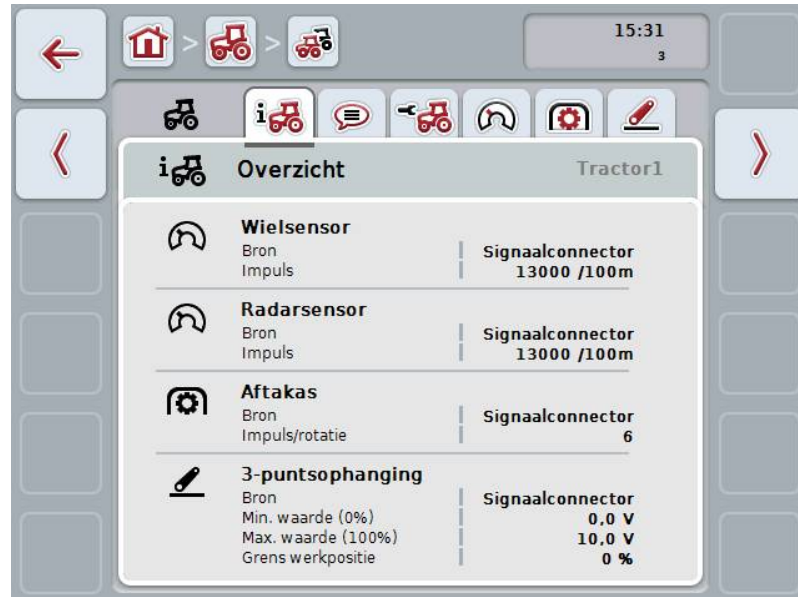 15:31
3
Overzicht Tractor1
Wielsensor
Bron Signaalconnector
Impuls 13000 /100m
Radarsensor
Bron Signaalconnector
Impuls 13000 /100m
Aftakas
Bron Signaalconnector
Impuls/rotatie 6
3-puntsophanging
Bron Signaalconnector
Min. waarde (0%) 0,0 V
Max. waarde (100%) 10,0 V
Grens werkpositie 0 %